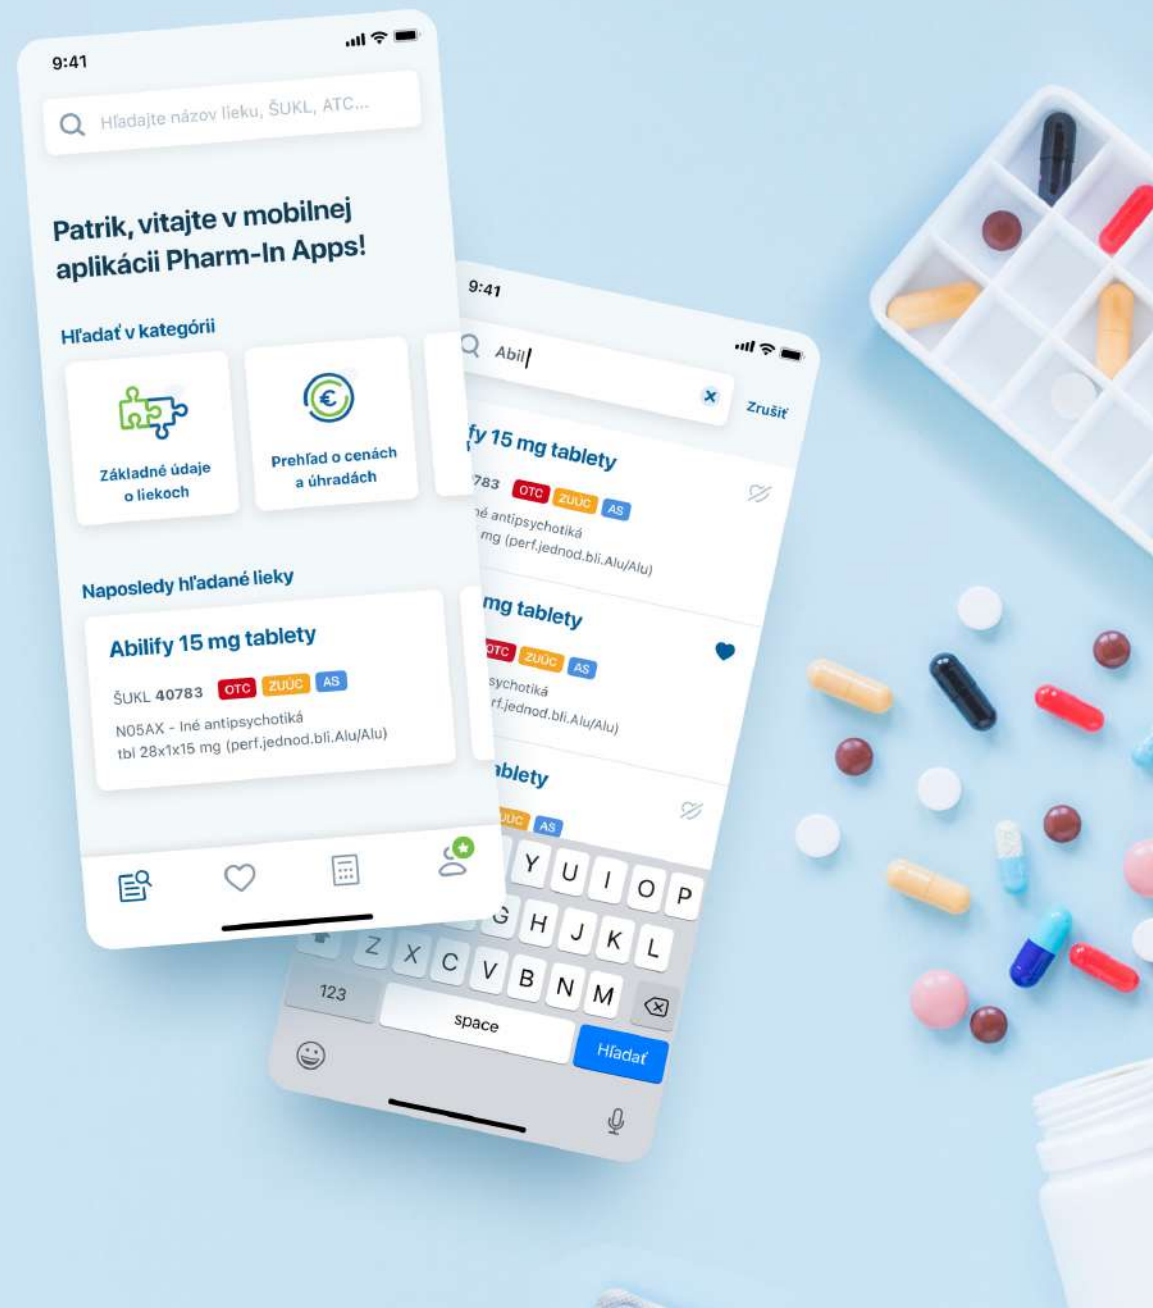 9:41
Hľadajte názov lieku, ŠUKL, ATC...
Patrik, vitajte v mobilnej
aplikácii Pharm-In Apps!
Hľadať v kategórii
Základné údaje
o liekoch
Prehľad o cenách
a úhradách
Naposledy hľadané lieky
Abilify 15 mg tablety
ŠUKL 40783 OTC ZUÚC AS
N05AX - Iné antipsychotiká
tbl 28x1x15 mg (perf.jednod.bli.Alu/Alu)
9:41
Abil
Zrušiť
fy 15 mg tablety
783 OTC ZUÚC AS
né antipsychotiká
mg (perf.jednod.bli.Alu/Alu)
mg tablety
OTC ZUÚC AS
sychotiká
rf.jednod.bli.Alu/Alu)
ablety
AS
Y U I O P
G H J K L
Z X C V B N M
123 space Hľadať